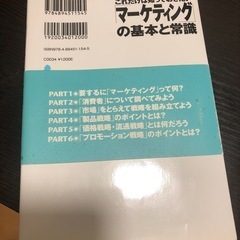 これだけは知っておきたい
「マーケティング」
の基本と常識
9784894511545
1920034012000
ISBN978-4-89451-154-5
C0034 ¥1200E
PART1●要するに「マーケティング」って何?
PART2●「消費者」について調べてみよう
PART3●「市場」をとらえて戦略を組み立てよう
PART4●「製品戦略」のポイントとは?
PART5●「価格戦略・流通戦略」とは何だろう
PART6●「プロモーション戦略」のポイントとは?